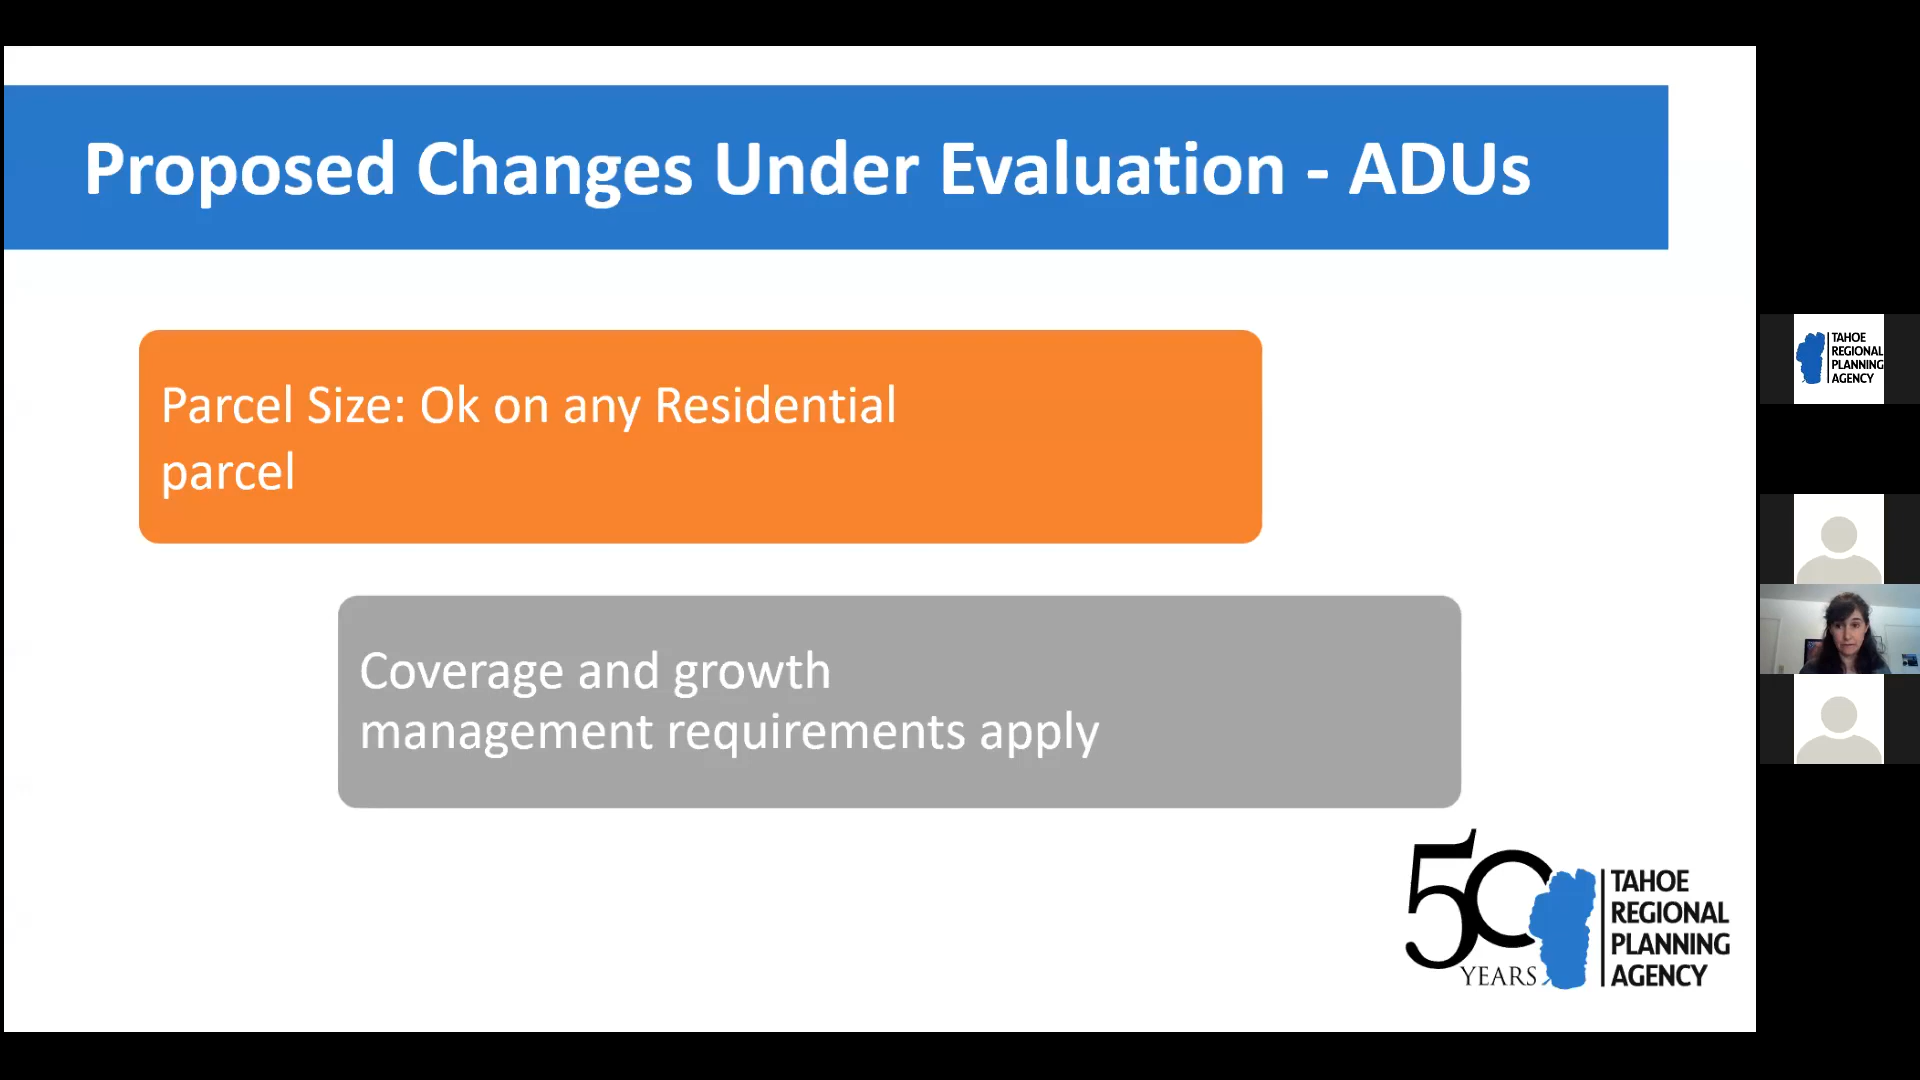 Proposed Changes Under Evaluation - ADUs
Parcel Size: Ok on any Residential
parcel
Coverage and growth
management requirements apply
50
YEARS
TAHOE
REGIONAL
PLANNING
AGENCY
TAHOE
REGIONAL
PLANNING
AGENCY